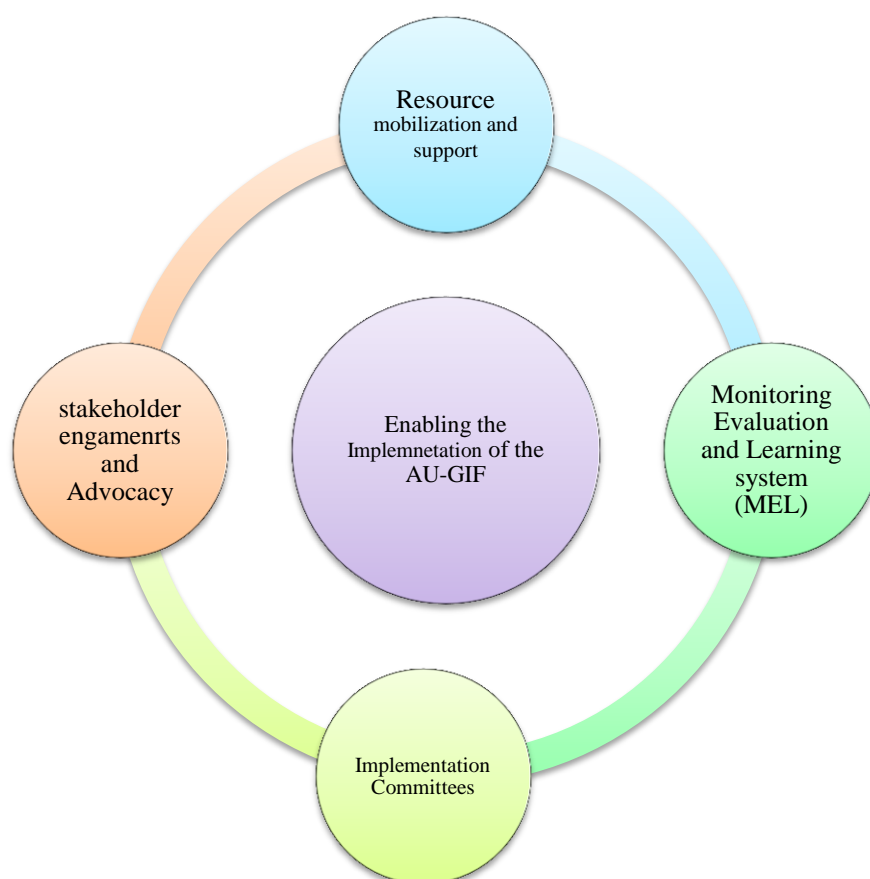 Resource
mobilization and
support
stakeholder
engamenrts
and
Advocacy
Enabling the
Implemnetation of the
AU-GIF
Monitoring
Evaluation
and Learning
system
(MEL)
Implementation
Committees